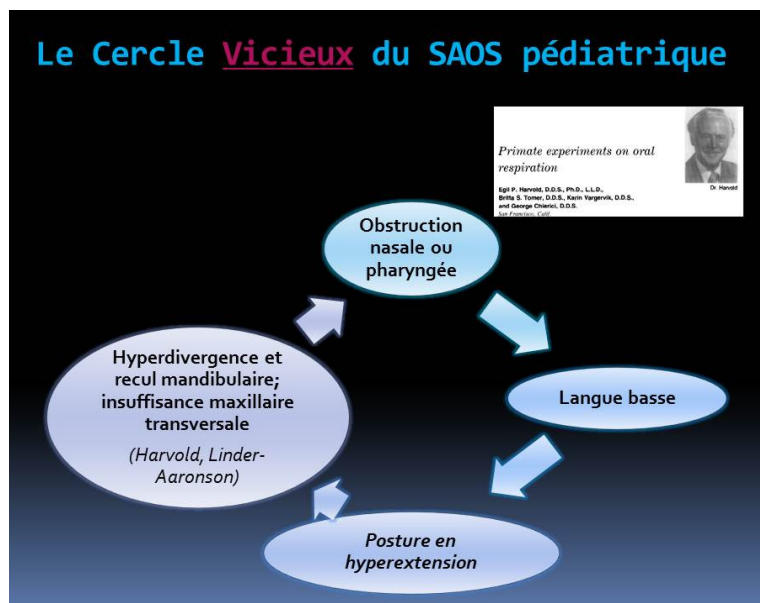 Le Cercle Vicieux du SAOS pédiatrique
Primate experiments on oral
respiration
Egil P. Harvold, D.D.S., Ph.D., L.L.D.,
Britta S. Tomer, D.D.S., Karin Vargervik, D.D.S.,
and George Chierici, D.D.S.
San Francisco, Calif.
Dr. Harvold
Obstruction
nasale ou
pharyngée
Langue basse
Posture en
hyperextension
Hyperdivergence et
recul mandibulaire;
insuffisance maxillaire
transversale
(Harvold, Linder-
Aaronson)